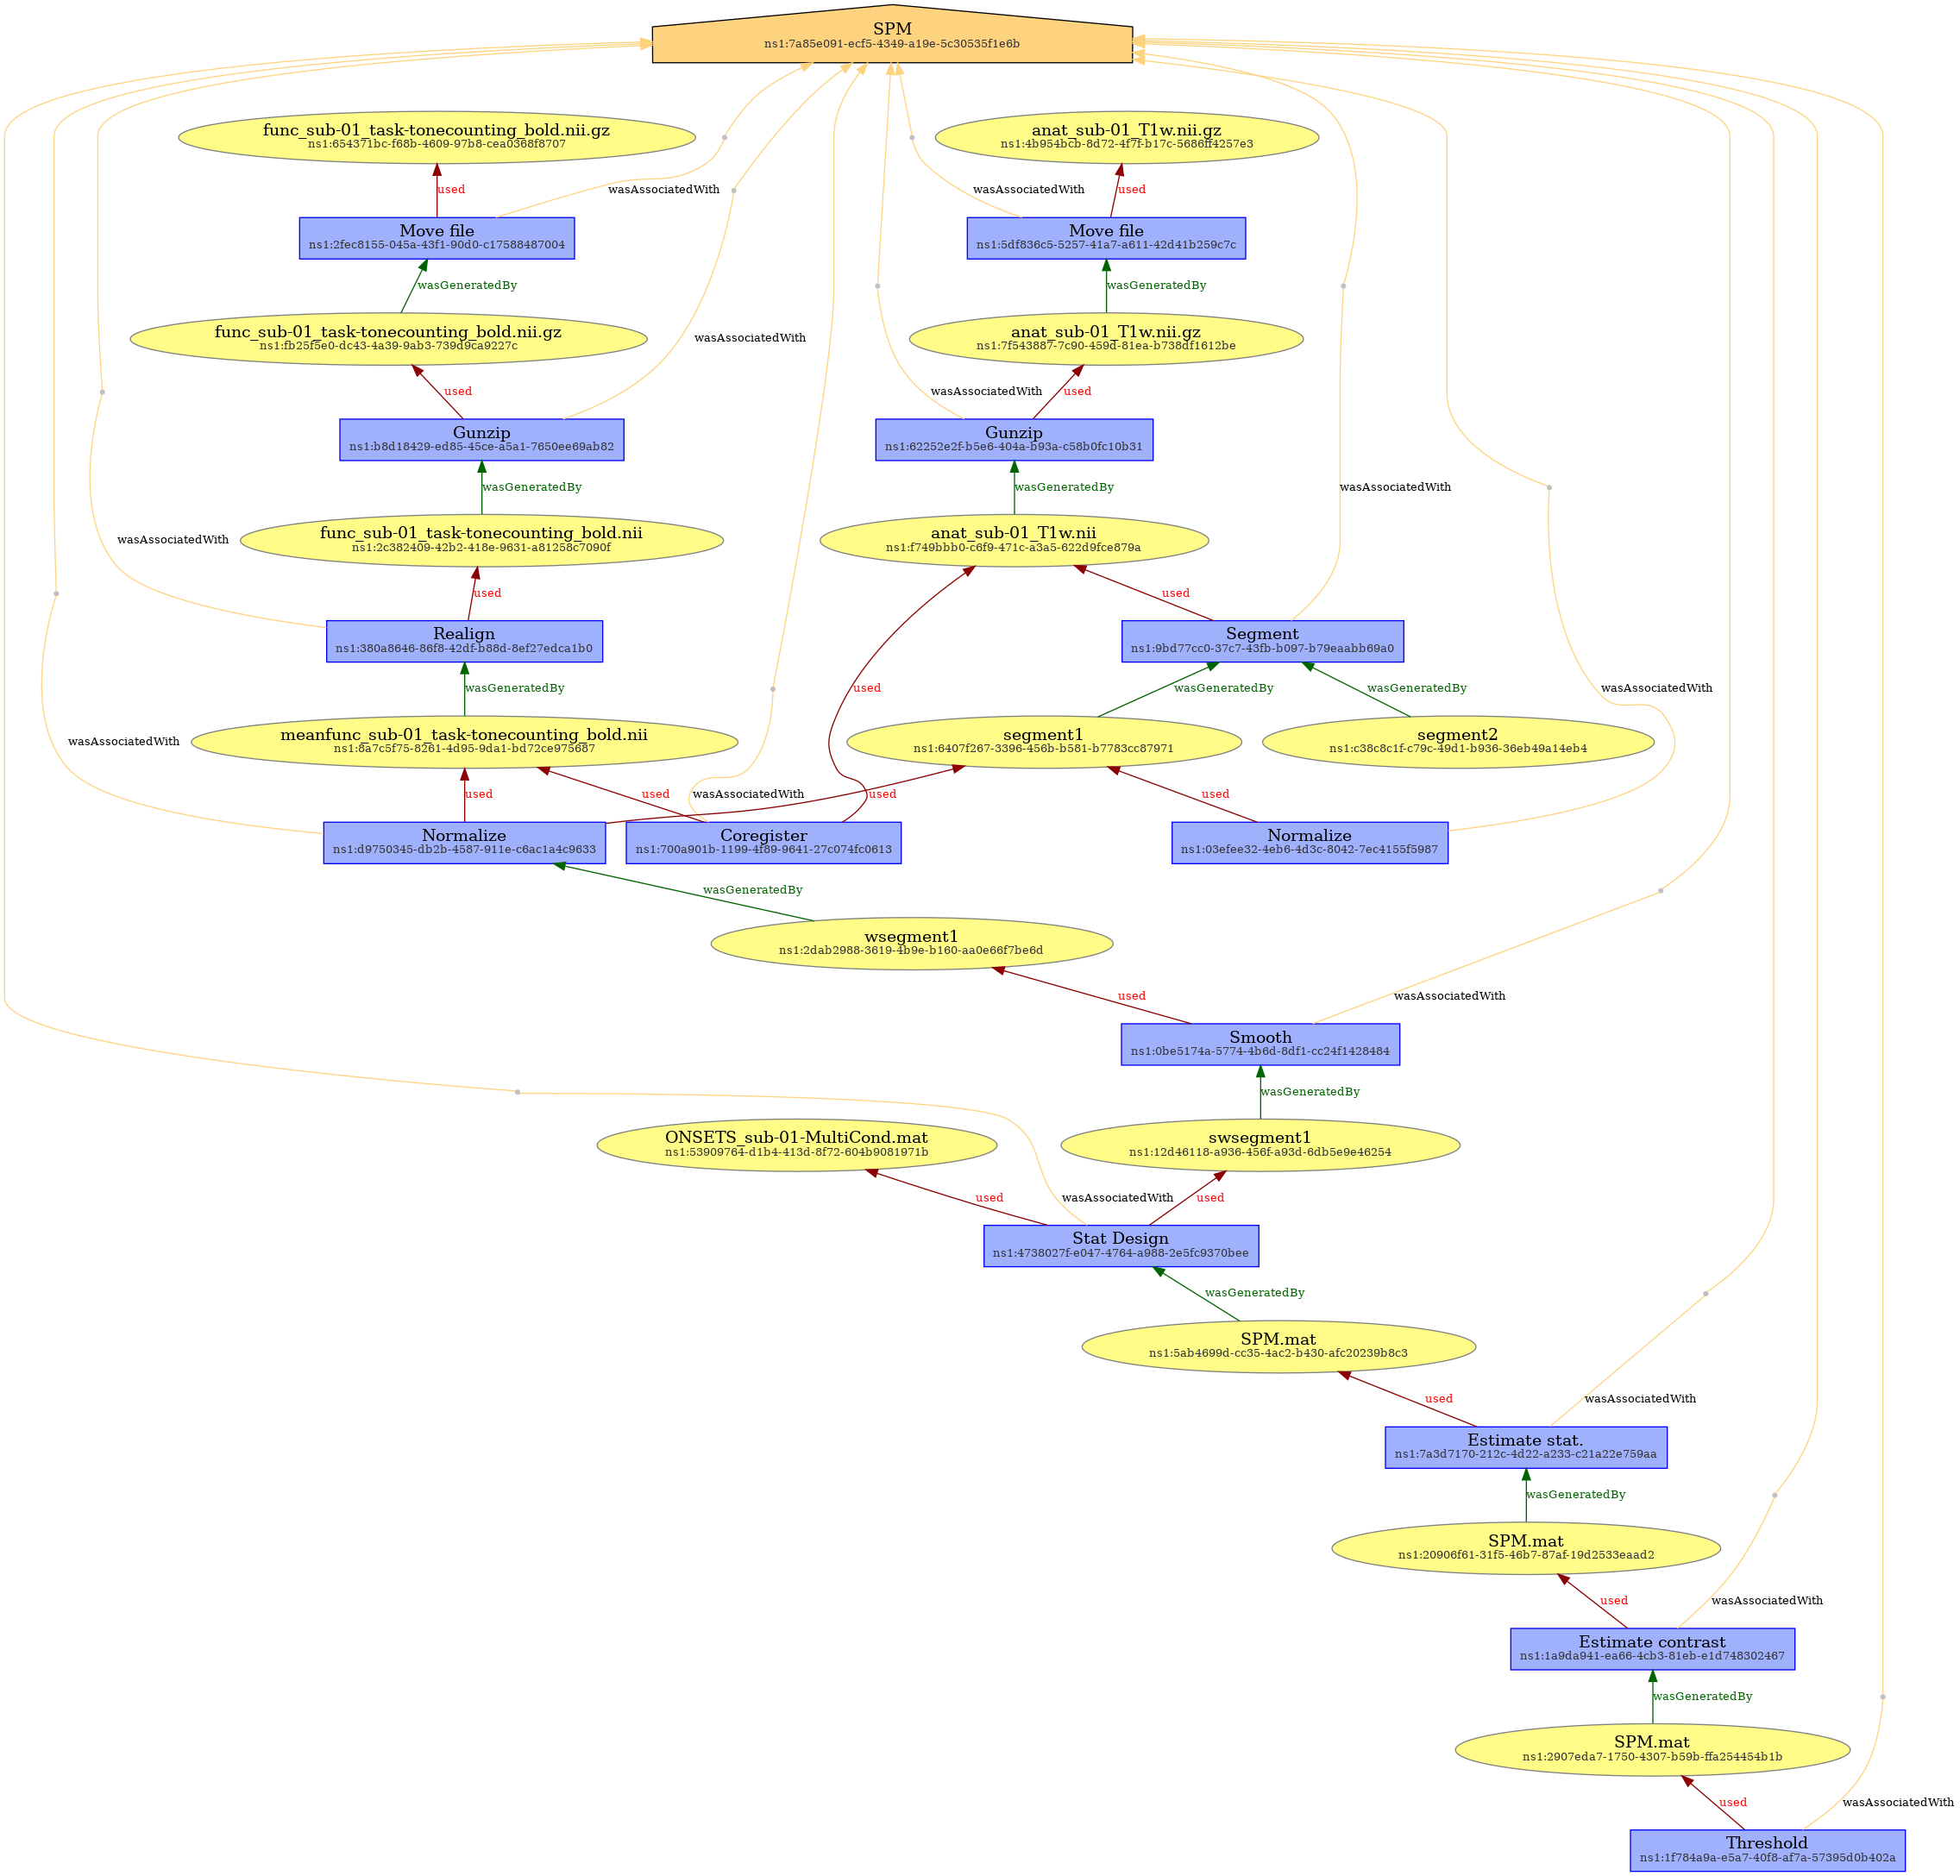 SPM
ns1:7a85e091-ecf5-4349-a19e-5c30535f1e6b
func_sub-01_task-tonecounting_bold.nii.gz
ns1:654371bc-f68b-4609-97b8-cea0368f8707
anat_sub-01_T1w.nii.gz
ns1:4b954bcb-8d72-4f7f-b17c-5686ff4257e3
used
wasAssociatedWith
wasAssociatedWith
used
Move file
ns1:2fec8155-045a-43f1-90d0-c17588487004
Move file
ns1:5df836c5-5257-41a7-a611-42d41b259c7c
wasGeneratedBy
wasGeneratedBy
func_sub-01_task-tonecounting_bold.nii.gz
ns1:fb25f5e0-dc43-4a39-9ab3-739d9ca9227c
wasAssociatedWith
anat_sub-01_T1w.nii.gz
ns1:7f543887-7c90-459d-81ea-b738df1612be
used
wasAssociatedWith
used
Gunzip
ns1:b8d18429-ed85-45ce-a5a1-7650ee69ab82
Gunzip
ns1:62252e2f-b5e6-404a-b93a-c58b0fc10b31
wasGeneratedBy
wasGeneratedBy
wasAssociatedWith
wasAssociatedWith
func_sub-01_task-tonecounting_bold.nii
ns1:2c382409-42b2-418e-9631-a81258c7090f
anat_sub-01_T1w.nii
ns1:f749bbb0-c6f9-471c-a3a5-622d9fce879a
used
used
Realign
ns1:380a8646-86f8-42df-b88d-8ef27edca1b0
Segment
ns1:9bd77cc0-37c7-43fb-b097-b79eaabb69a0
wasGeneratedBy
used
wasGeneratedBy
wasGeneratedBy
wasAssociatedWith
wasAssociatedWith
meanfunc_sub-01_task-tonecounting_bold.nii
ns1:8a7c5f75-8261-4d95-9da1-bd72ce975687
segment1
ns1:6407f267-3396-456b-b581-b7783cc87971
segment2
ns1:c38c8c1f-c79c-49d1-b936-36eb49a14eb4
used
used
wasAssociatedWith
used
used
Normalize
ns1:d9750345-db2b-4587-911e-c6ac1a4c9633
Coregister
ns1:700a901b-1199-4f89-9641-27c074fc0613
Normalize
ns1:03efee32-4eb6-4d3c-8042-7ec4155f5987
wasGeneratedBy
wsegment1
ns1:2dab2988-3619-4b9e-b160-aa0e66f7be6d
used
wasAssociatedWith
Smooth
ns1:0be5174a-5774-4b6d-8df1-cc24f1428484
wasGeneratedBy
ONSETS_sub-01-MultiCond.mat
ns1:53909764-d1b4-413d-8f72-604b9081971b
swsegment1
ns1:12d46118-a936-456f-a93d-6db5e9e46254
used
wasAssociatedWith
used
Stat Design
ns1:4738027f-e047-4764-a988-2e5fc9370bee
wasGeneratedBy
SPM.mat
ns1:5ab4699d-cc35-4ac2-b430-afc20239b8c3
used
wasAssociatedWith
Estimate stat.
ns1:7a3d7170-212c-4d22-a233-c21a22e759aa
wasGeneratedBy
SPM.mat
ns1:20906f61-31f5-46b7-87af-19d2533eaad2
used
wasAssociatedWith
Estimate contrast
ns1:1a9da941-ea66-4cb3-81eb-e1d748302467
wasGeneratedBy
SPM.mat
ns1:2907eda7-1750-4307-b59b-ffa254454b1b
used
wasAssociatedWith
Threshold
ns1:1f784a9a-e5a7-40f8-af7a-57395d0b402a